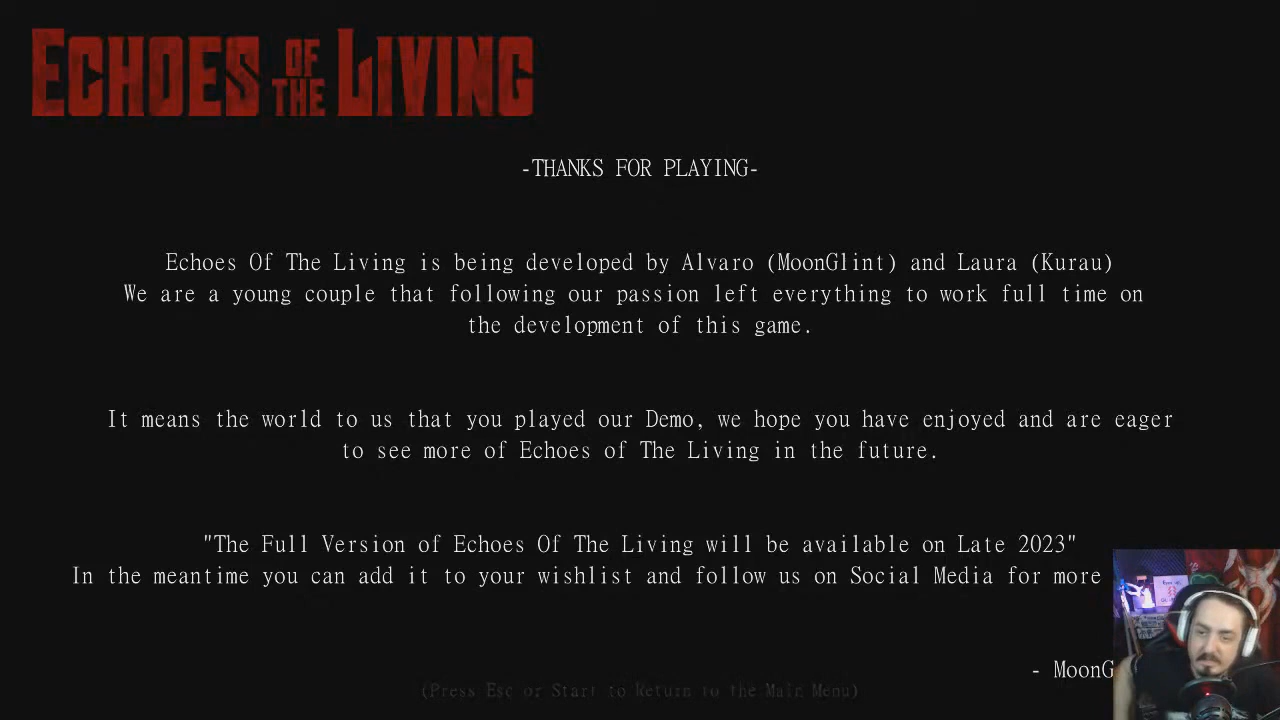 ECHOES OF THE LIVING
-THANKS FOR PLAYING-
Echoes Of The Living is being developed by Alvaro (MoonGlint) and Laura (Kurau)
We are a young couple that following our passion left everything to work full time on
the development of this game.
It means the world to us that you played our Demo, we hope you have enjoyed and are eager
to see more of Echoes of The Living in the future.
"The Full Version of Echoes Of The Living will be available on Late 2023"
In the meantime you can add it to your wishlist and follow us on Social Media for more
- MoonG
(Press Esc or Start to Return to the Main Menu)